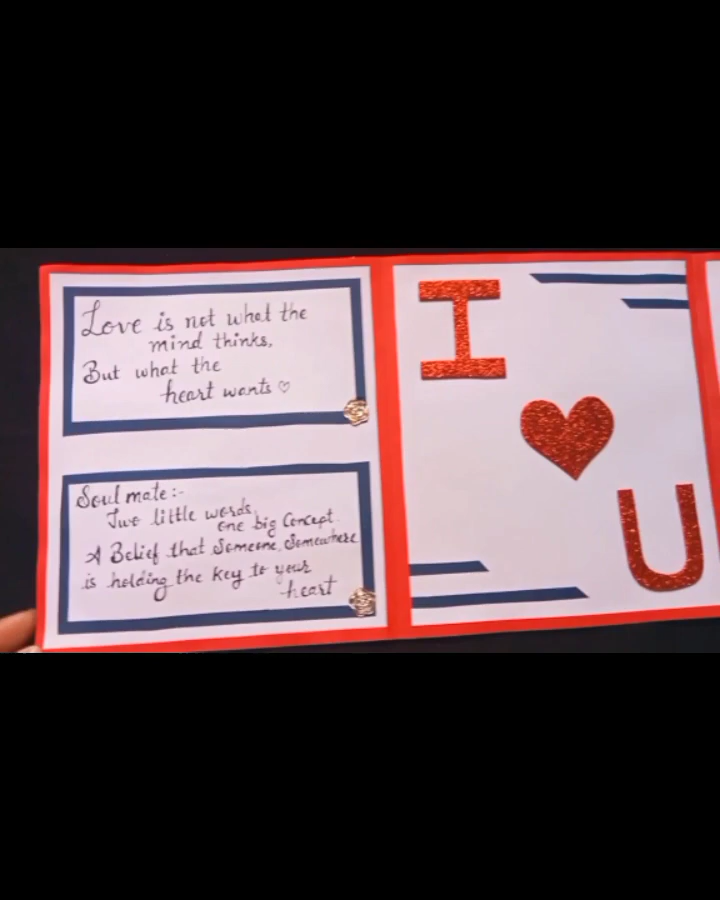 Love is not what the
mind thinks,
But what the
heart wants ♡
Soul mate :-
Two little words,
one big Concept.
A Belief that Someone, Somewhere
is holding the key to your
heart
I
U